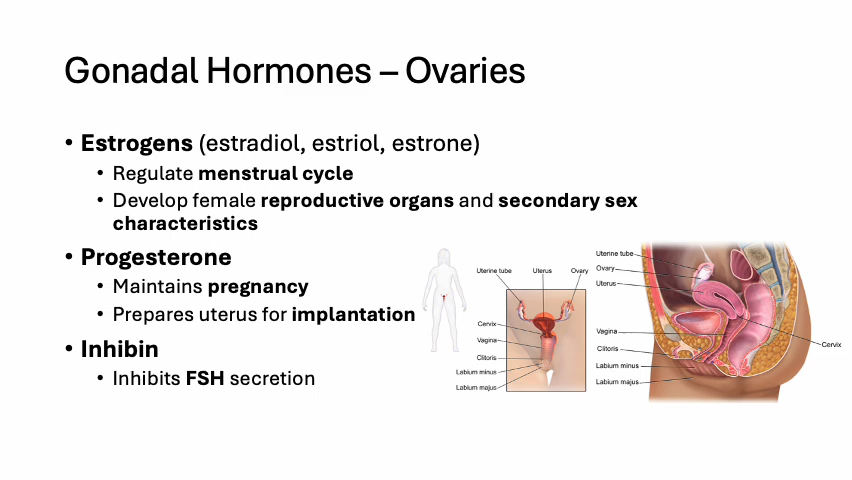 Gonadal Hormones – Ovaries
• Estrogens (estradiol, estriol, estrone)
• Regulate menstrual cycle
• Develop female reproductive organs and secondary sex
characteristics
• Progesterone
• Maintains pregnancy
• Prepares uterus for implantation
• Inhibin
• Inhibits FSH secretion
Uterine tube
Uterus
Ovary
Cervix
Vagina
Clitoris
Labium minus
Labium majus
Uterine tube
Ovary
Uterus
Vagina
Clitoris
Labium minus
Labium majus
Cervix